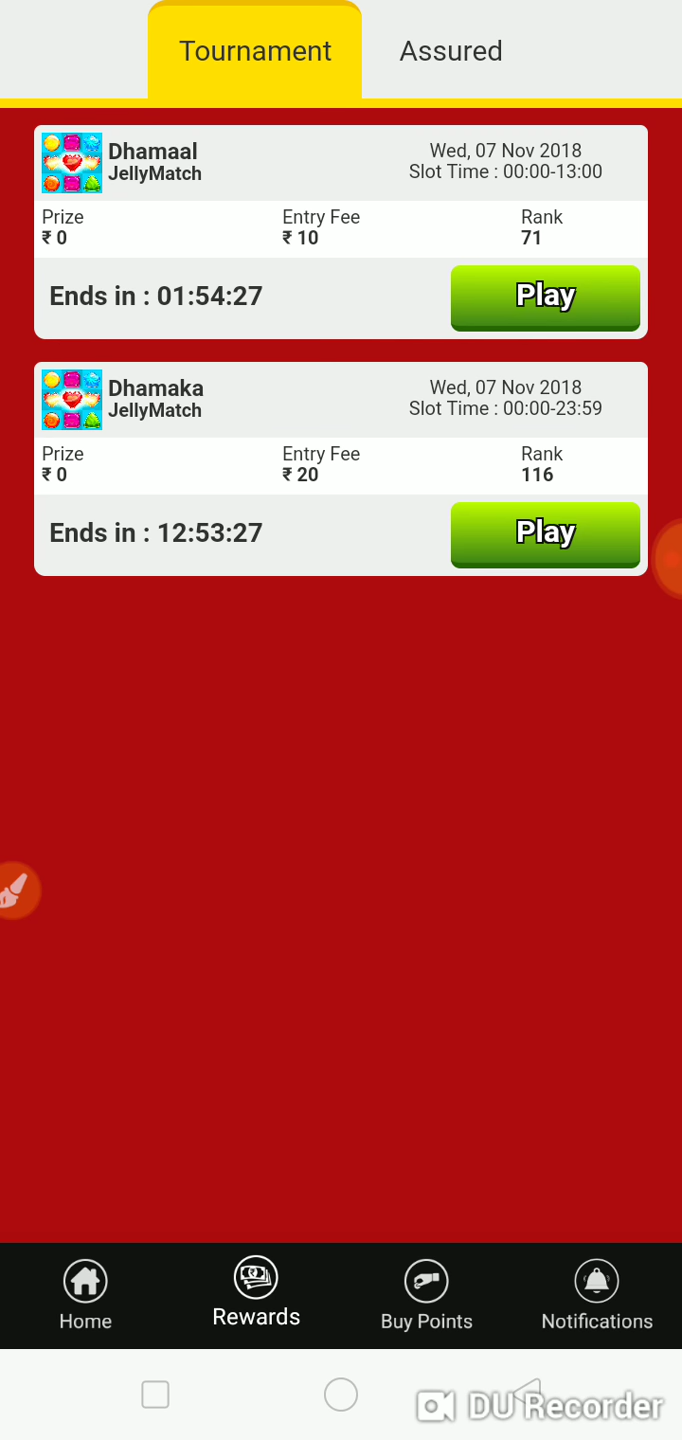 Tournament
Assured
Dhamaal
JellyMatch
Wed, 07 Nov 2018
Slot Time : 00:00-13:00
Prize
₹ 0
Entry Fee
₹ 10
Rank
71
Ends in : 01:54:27
Play
Dhamaka
JellyMatch
Wed, 07 Nov 2018
Slot Time : 00:00-23:59
Prize
₹ 0
Entry Fee
₹ 20
Rank
116
Ends in : 12:53:27
Play
Home
Rewards
Buy Points
Notifications
DU Recorder